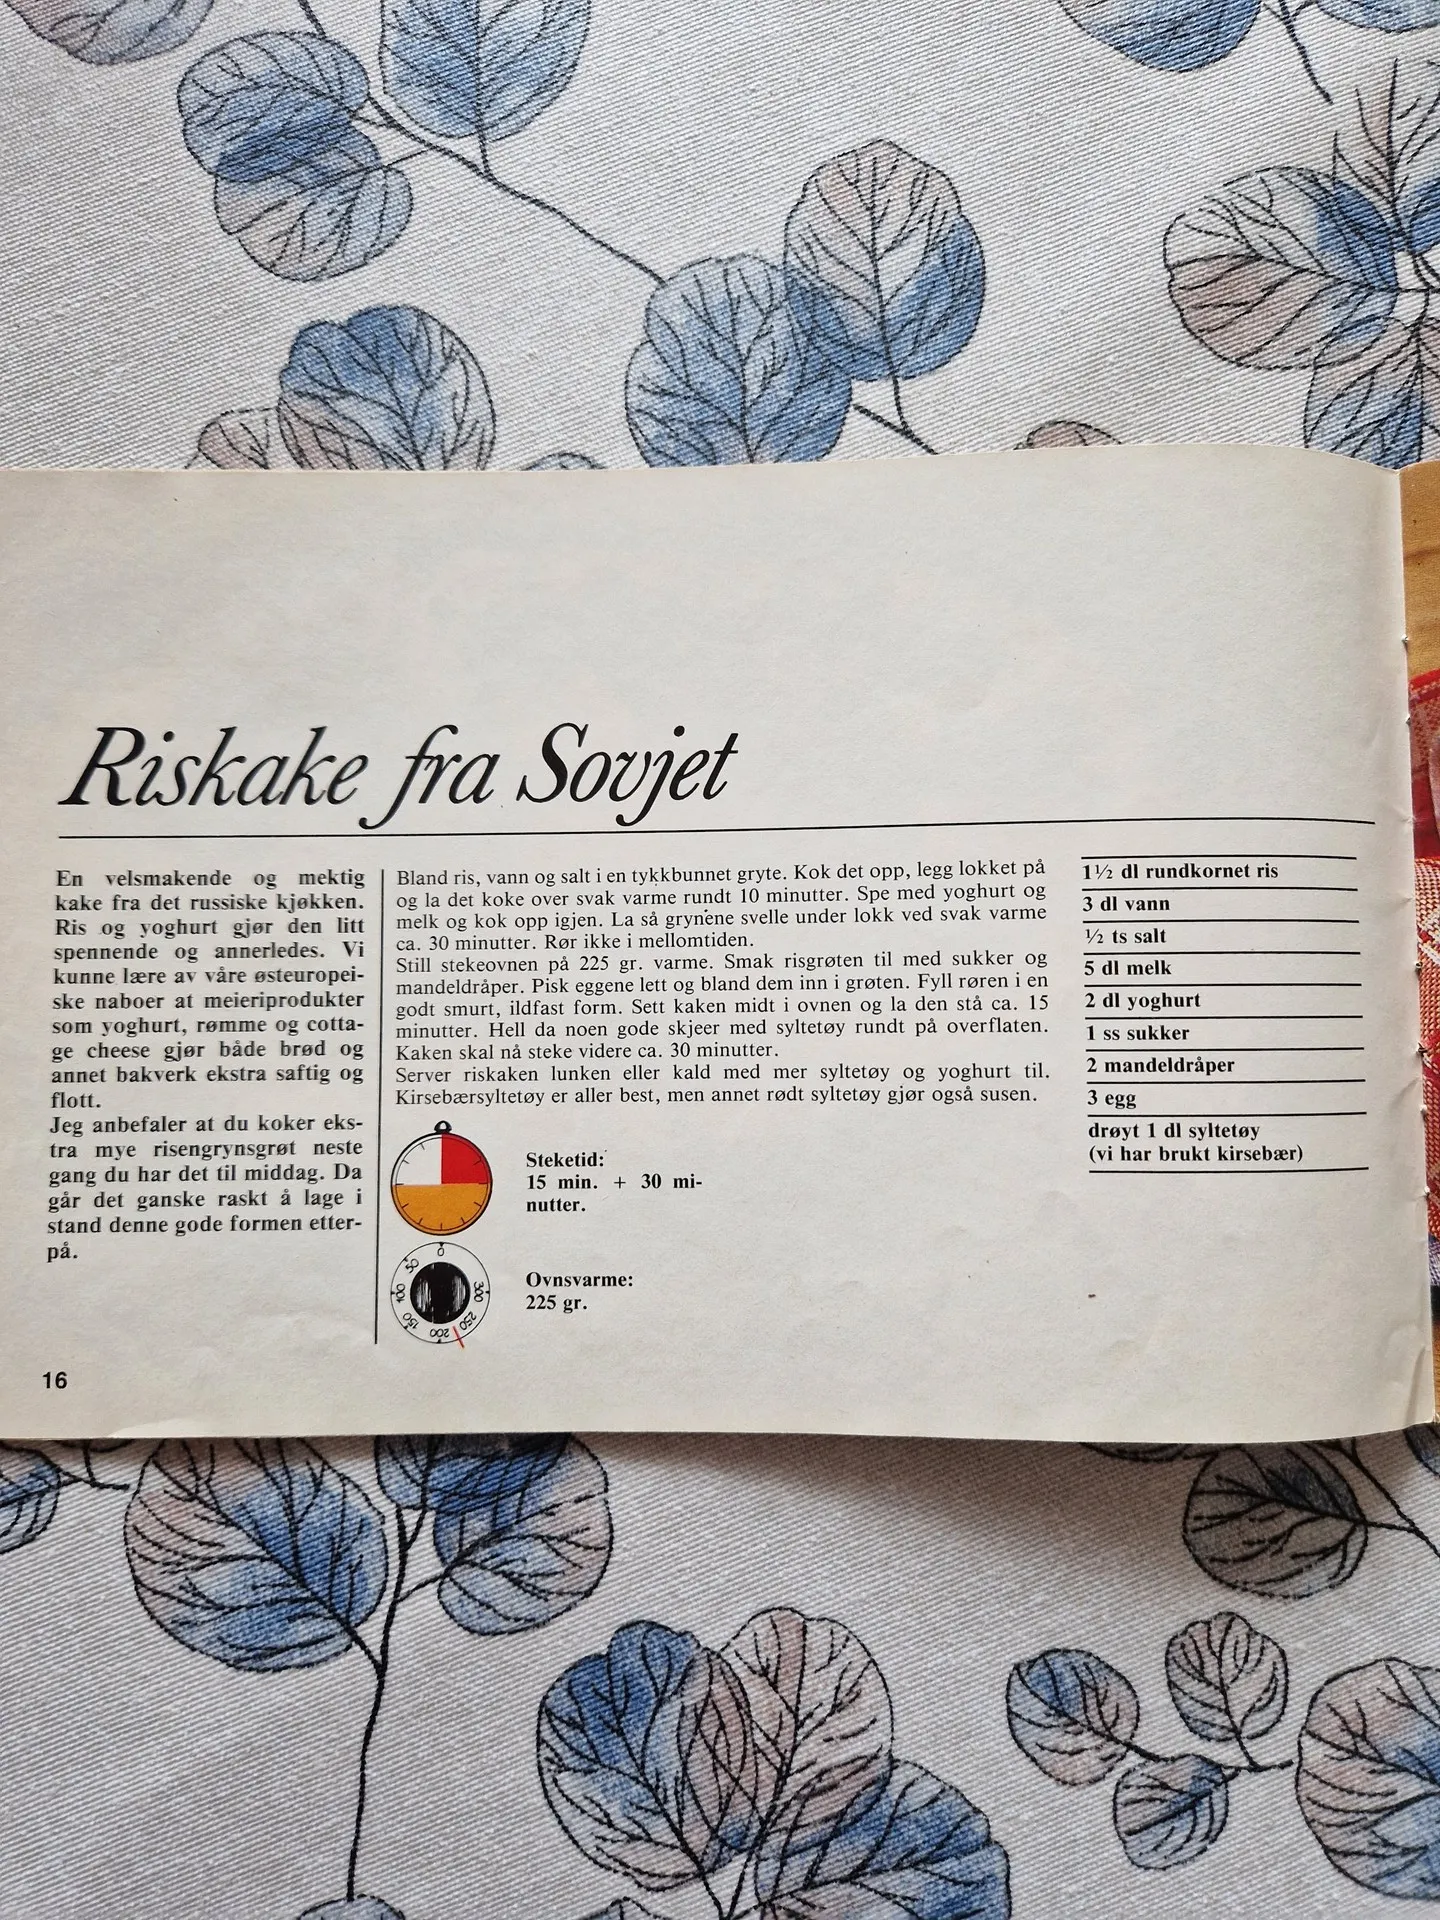 Riskake fra Sovjet
En velsmakende og mektig
kake fra det russiske kjøkken.
Ris og yoghurt gjør den litt
spennende og annerledes. Vi
kunne lære av våre østeuropei-
ske naboer at meieriprodukter
som yoghurt, rømme og cotta-
ge cheese gjør både brød og
annet bakverk ekstra saftig og
flott.
Jeg anbefaler at du koker eks-
tra mye risengrynsgrøt neste
gang du har det til middag. Da
går det ganske raskt å lage i
stand denne gode formen etter-
på.
Bland ris, vann og salt i en tykkbunnet gryte. Kok det opp, legg lokket på
og la det koke over svak varme rundt 10 minutter. Spe med yoghurt og
melk og kok opp igjen. La så grynene svelle under lokk ved svak varme
ca. 30 minutter. Rør ikke i mellomtiden.
Still stekeovnen på 225 gr. varme. Smak risgrøten til med sukker og
mandeldråper. Pisk eggene lett og bland dem inn i grøten. Fyll røren i en
godt smurt, ildfast form. Sett kaken midt i ovnen og la den stå ca. 15
minutter. Hell da noen gode skjeer med syltetøy rundt på overflaten.
Kaken skal nå steke videre ca. 30 minutter.
Server riskaken lunken eller kald med mer syltetøy og yoghurt til.
Kirsebærsyltetøy er aller best, men annet rødt syltetøy gjør også susen.
Steketid:
15 min. + 30 mi-
nutter.
0
50
100
150
200
250
300
Ovnsvarme:
225 gr.
1½ dl rundkornet ris
3 dl vann
½ ts salt
5 dl melk
2 dl yoghurt
1 ss sukker
2 mandeldråper
3 egg
drøyt 1 dl syltetøy
(vi har brukt kirsebær)
16